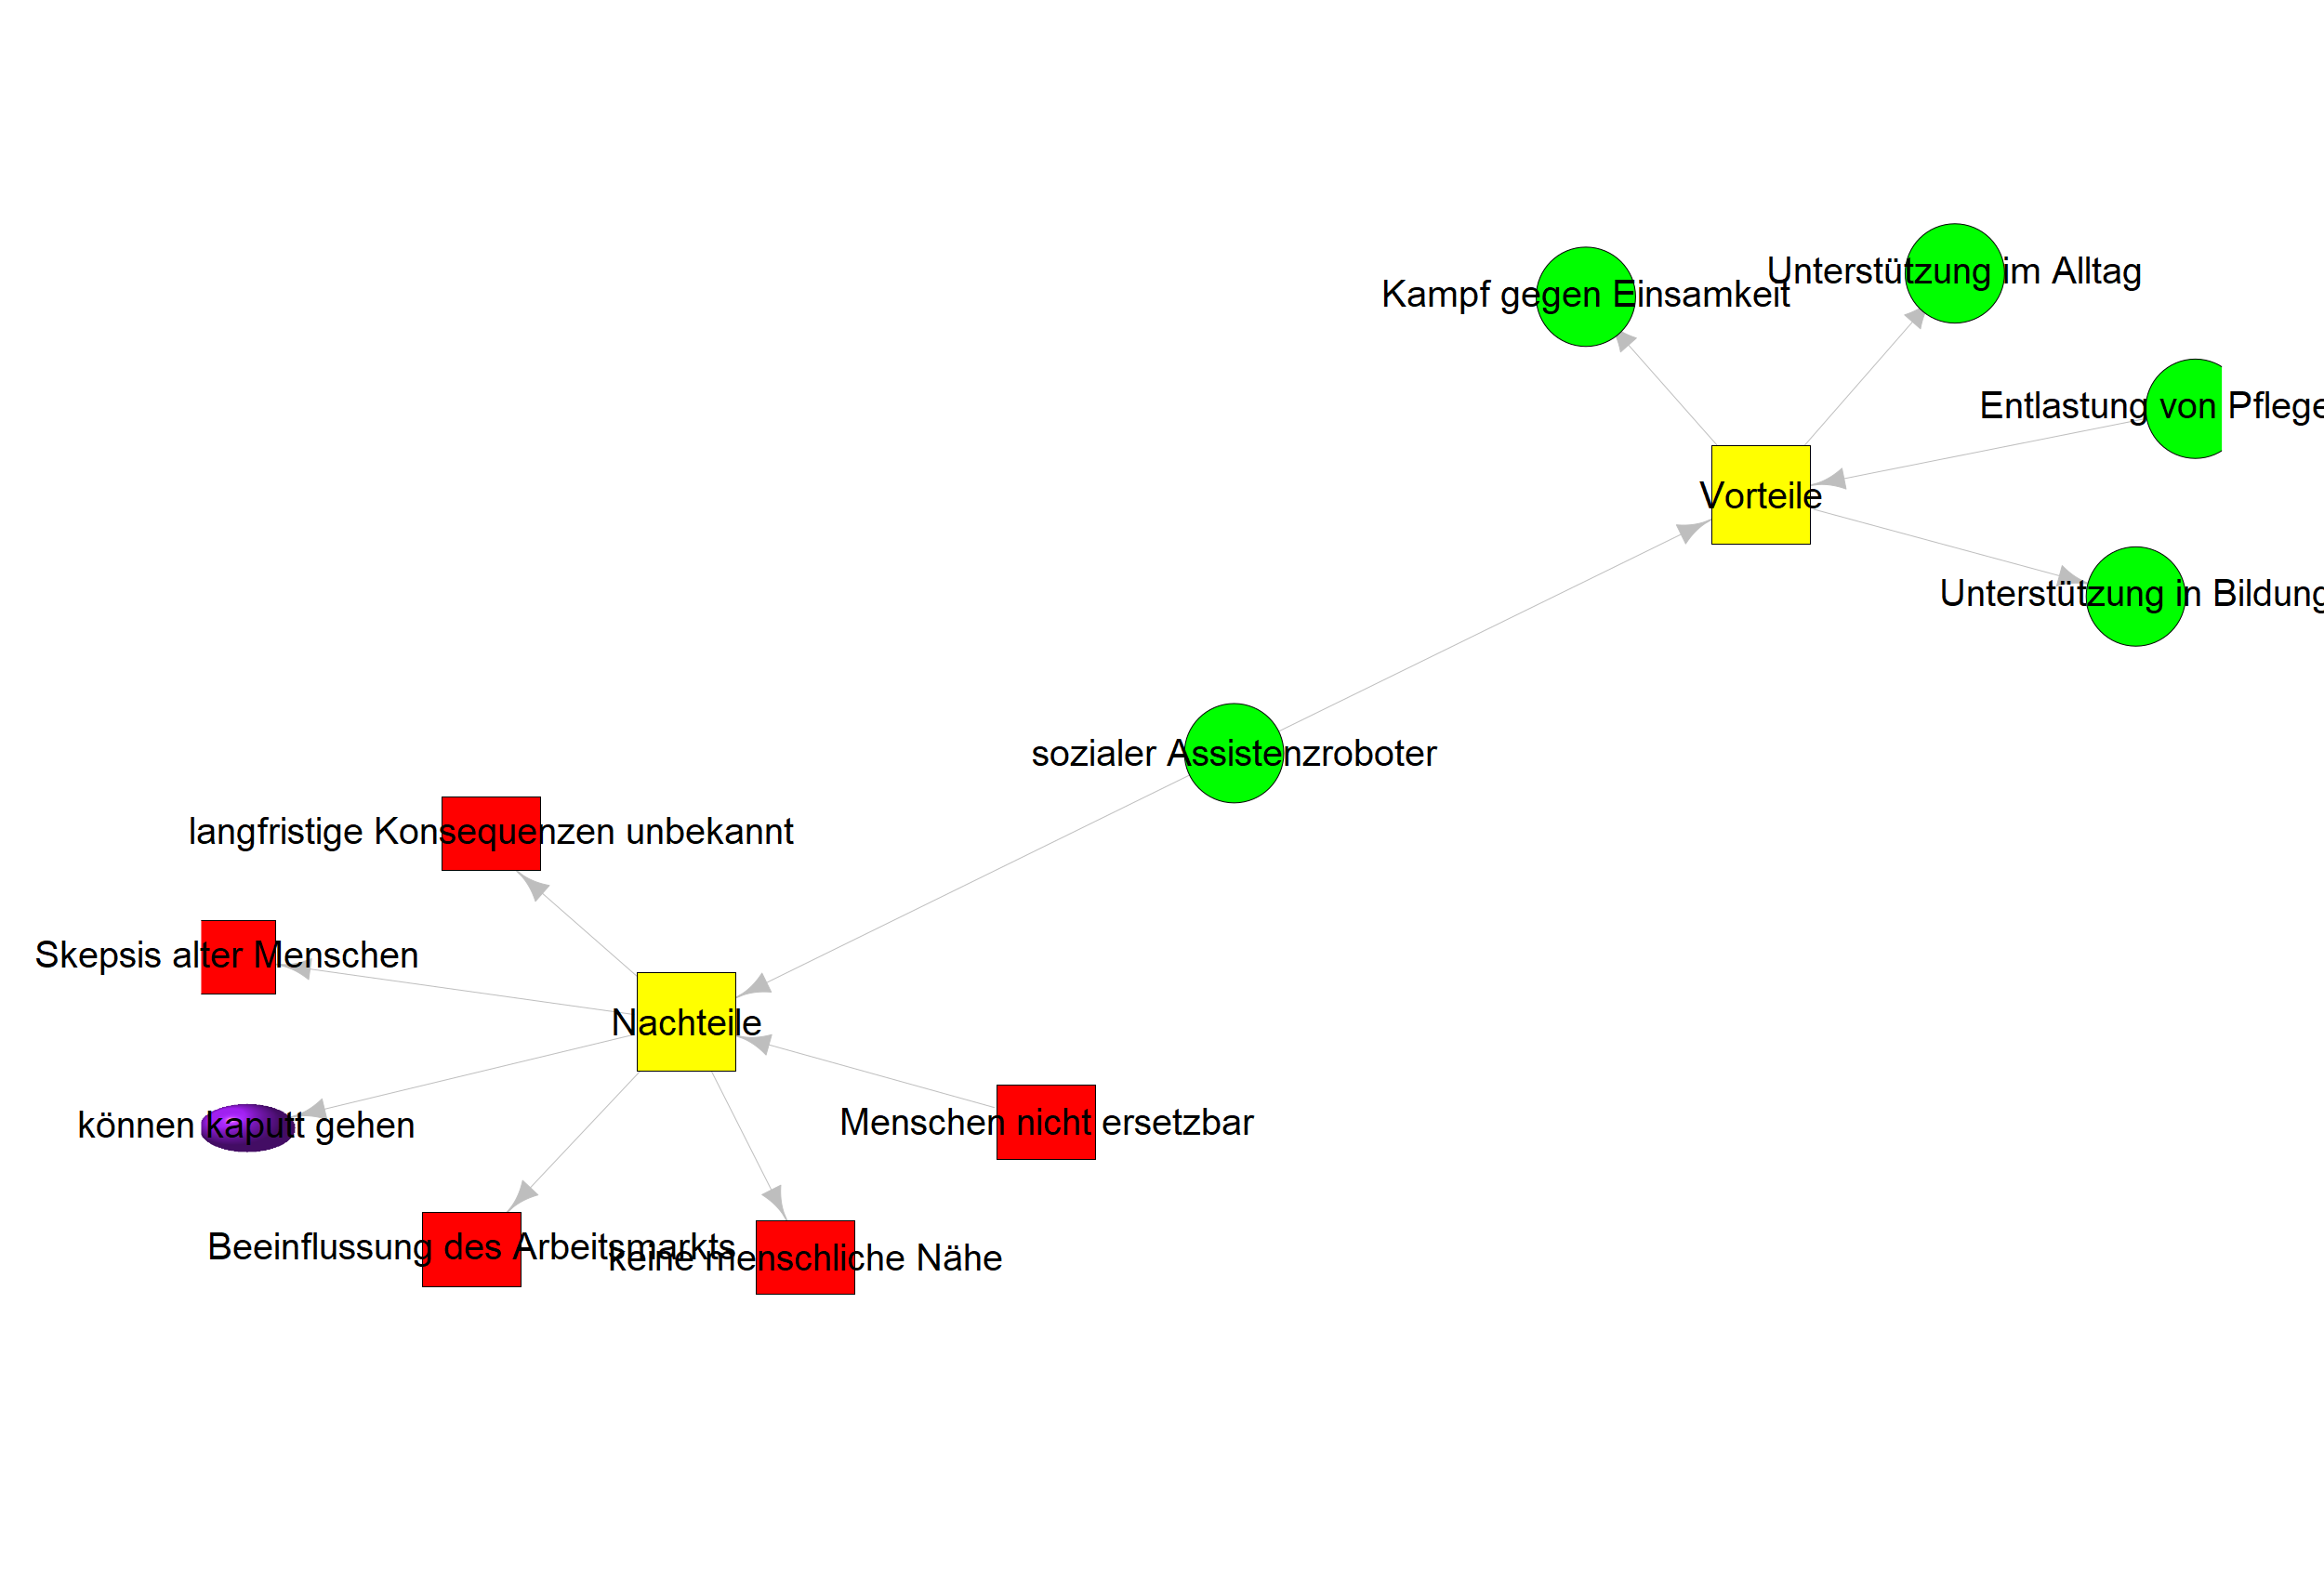 Unterstützung im Alltag
Kampf gegen Einsamkeit
Entlastung von Pflege
Vorteile
Unterstützung in Bildung
sozialer Assistenzroboter
langfristige Konsequenzen unbekannt
Skepsis alter Menschen
Nachteile
Menschen nicht ersetzbar
können kaputt gehen
Beeinflussung des Arbeitsmarkts
keine menschliche Nähe